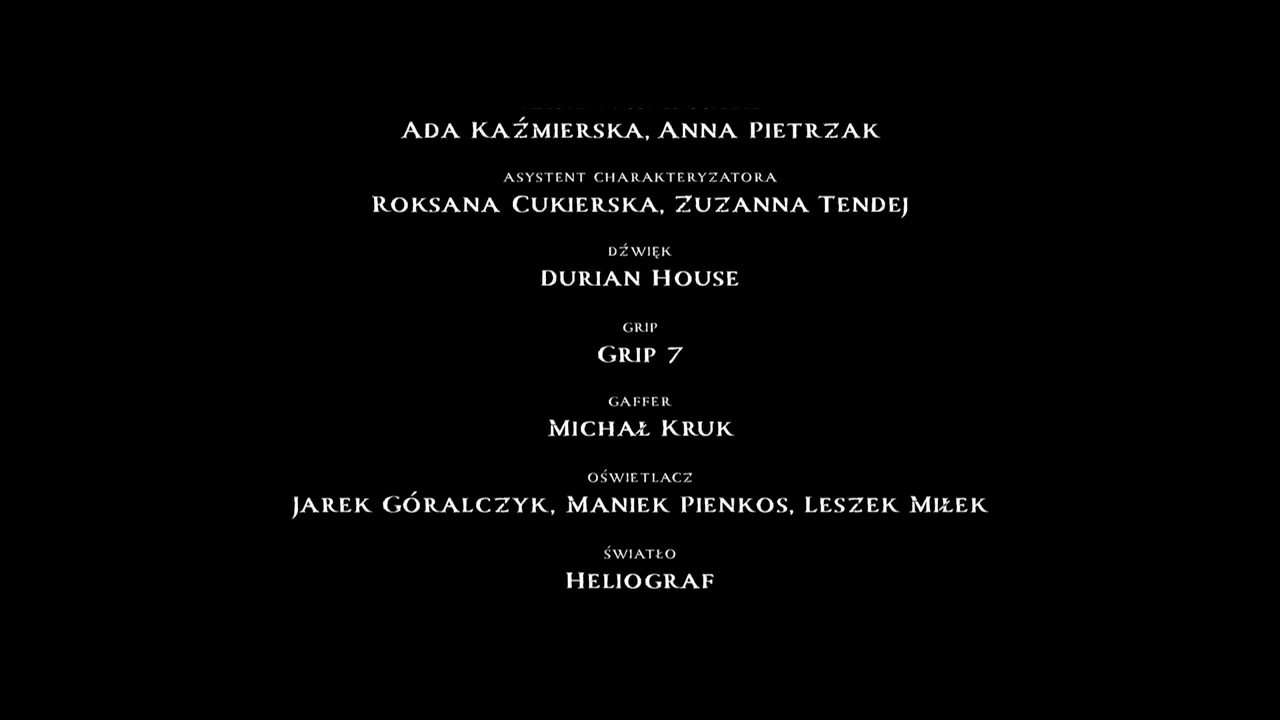 Ada Kaźmierska, Anna Pietrzak
asystent charakteryzatora
Roksana Cukierska, Zuzanna Tendej
dźwięk
Durian House
grip
Grip 7
gaffer
Michał Kruk
oświetlacz
Jarek Góralczyk, Maniek Pienkos, Leszek Miłek
światło
Heliograf